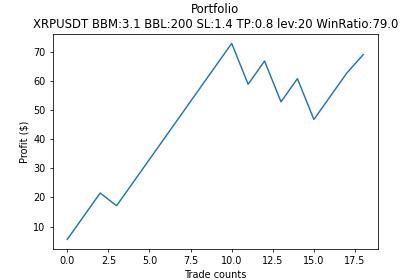 Portfolio
XRPUSDT BBM:3.1 BBL:200 SL:1.4 TP:0.8 lev:20 WinRatio:79.0
70
60
50
40
30
20
10
Profit ($)
0.0 2.5 5.0 7.5 10.0 12.5 15.0 17.5
Trade counts